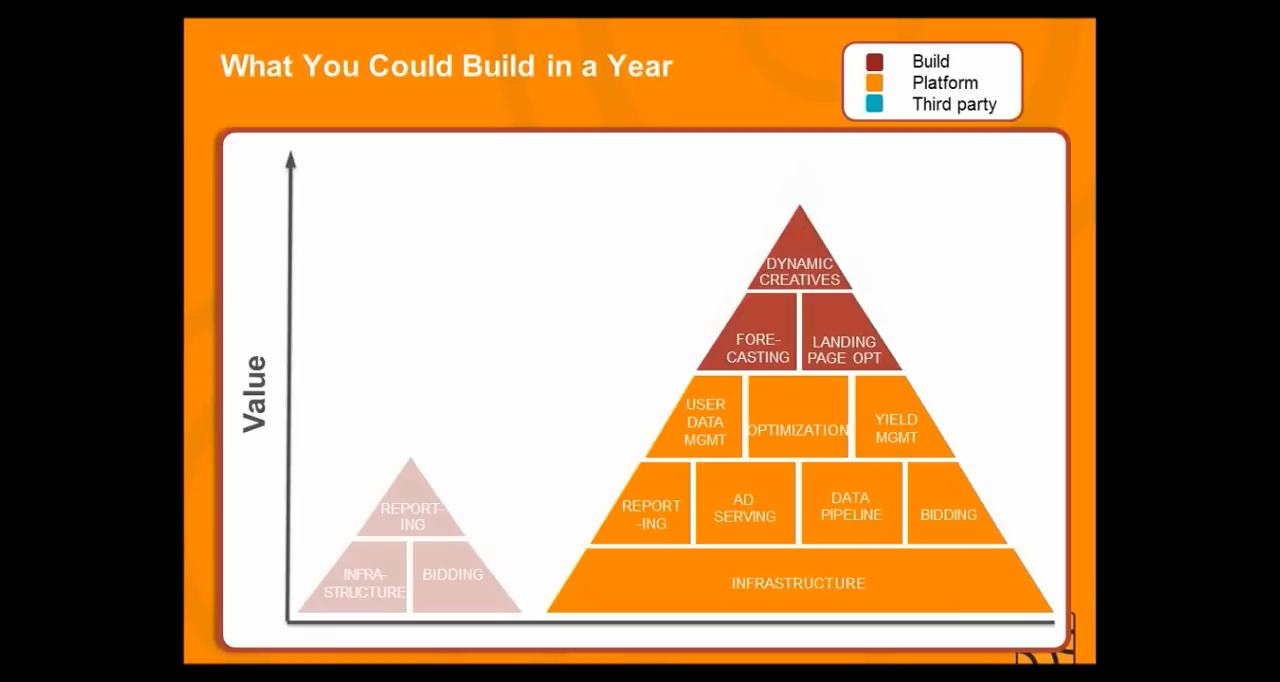 What You Could Build in a Year
Build
Platform
Third party
Value
DYNAMIC
CREATIVES
FORE-
CASTING
LANDING
PAGE OPT
USER
DATA
MGMT
OPTIMIZATION
YIELD
MGMT
REPORT
-ING
AD
SERVING
DATA
PIPELINE
BIDDING
INFRASTRUCTURE
REPORT-
ING
INFRA-
STRUCTURE
BIDDING